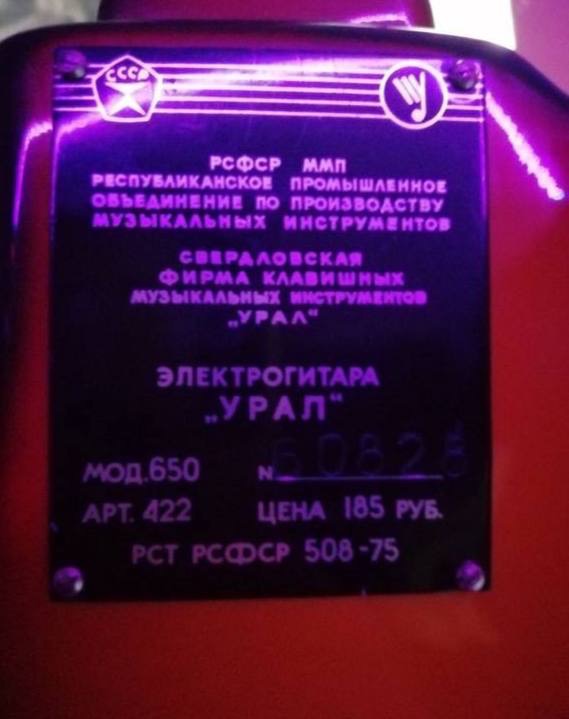 СССР
РСФСР ММП
РЕСПУБЛИКАНСКОЕ ПРОМЫШЛЕННОЕ
ОБЪЕДИНЕНИЕ ПО ПРОИЗВОДСТВУ
МУЗЫКАЛЬНЫХ ИНСТРУМЕНТОВ
СВЕРДЛОВСКАЯ
ФИРМА КЛАВИШНЫХ
МУЗЫКАЛЬНЫХ ИНСТРУМЕНТОВ
„УРАЛ"
ЭЛЕКТРОГИТАРА
„УРАЛ"
МОД.650 N 60828
АРТ. 422 ЦЕНА 185 РУБ.
РСТ РСФСР 508-75